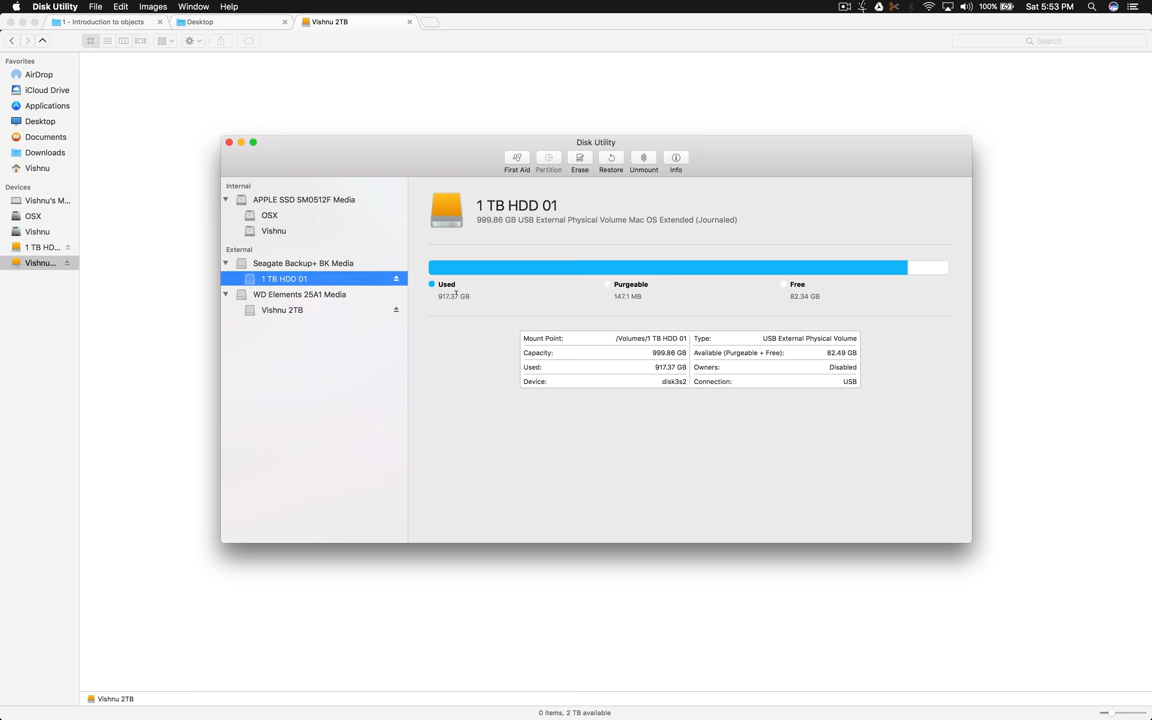 Disk Utility File Edit Images Window Help 100% Sat 5:53 PM
1 - Introduction to objects Desktop Vishnu 2TB
Search
Favorites
AirDrop
iCloud Drive
Applications
Desktop
Documents
Downloads
Vishnu
Devices
Vishnu's M...
OSX
Vishnu
1 TB HD...
Vishnu...
Disk Utility
First Aid Partition Erase Restore Unmount Info
Internal
APPLE SSD SM0512F Media
OSX
Vishnu
External
Seagate Backup+ BK Media
1 TB HDD 01
WD Elements 25A1 Media
Vishnu 2TB
1 TB HDD 01
999.86 GB USB External Physical Volume Mac OS Extended (Journaled)
Used Purgeable Free
917.37 GB 147.1 MB 82.34 GB
Mount Point: /Volumes/1 TB HDD 01 Type: USB External Physical Volume
Capacity: 999.86 GB Available (Purgeable + Free): 82.49 GB
Used: 917.37 GB Owners: Disabled
Device: disk3s2 Connection: USB
Vishnu 2TB
0 items, 2 TB available